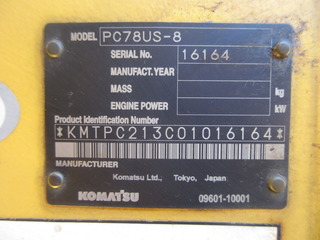 MODEL PC78US-8
SERIAL No. 16164
MANUFACT.YEAR
MASS kg
ENGINE POWER kW
Product Identification Number
*KMTPC213C01016164*
MANUFACTURER
Komatsu Ltd., Tokyo, Japan
KOMATSU 09601-10001